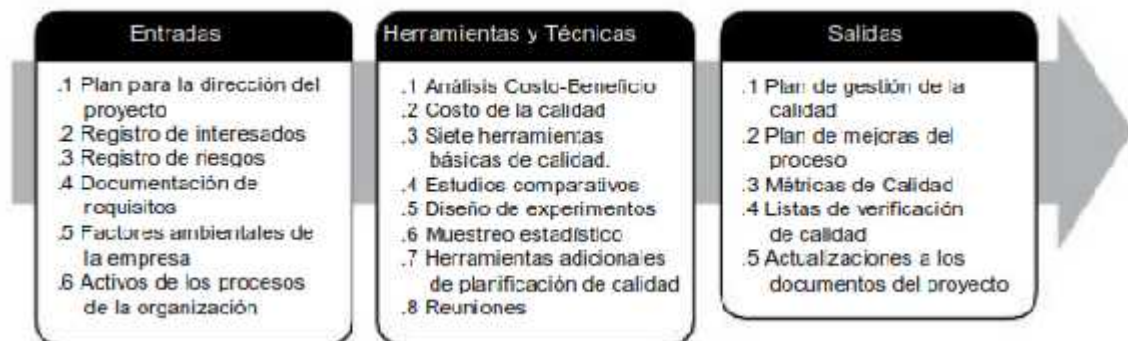 Entradas
.1 Plan para la dirección del
proyecto
.2 Registro de interesados
.3 Registro de riesgos
.4 Documentación de
requisitos
.5 Factores ambientales de
la empresa
.6 Activos de los procesos
de la organización
Herramientas y Técnicas
.1 Análisis Costo-Beneficio
.2 Costo de la calidad
.3 Siete herramientas
básicas de calidad.
.4 Estudios comparativos
.5 Diseño de experimentos
.6 Muestreo estadístico
.7 Herramientas adicionales
de planificación de calidad
.8 Reuniones
Salidas
.1 Plan de gestión de la
calidad
.2 Plan de mejoras del
proceso
.3 Métricas de Calidad
.4 Listas de verificación
de calidad
.5 Actualizaciones a los
documentos del proyecto